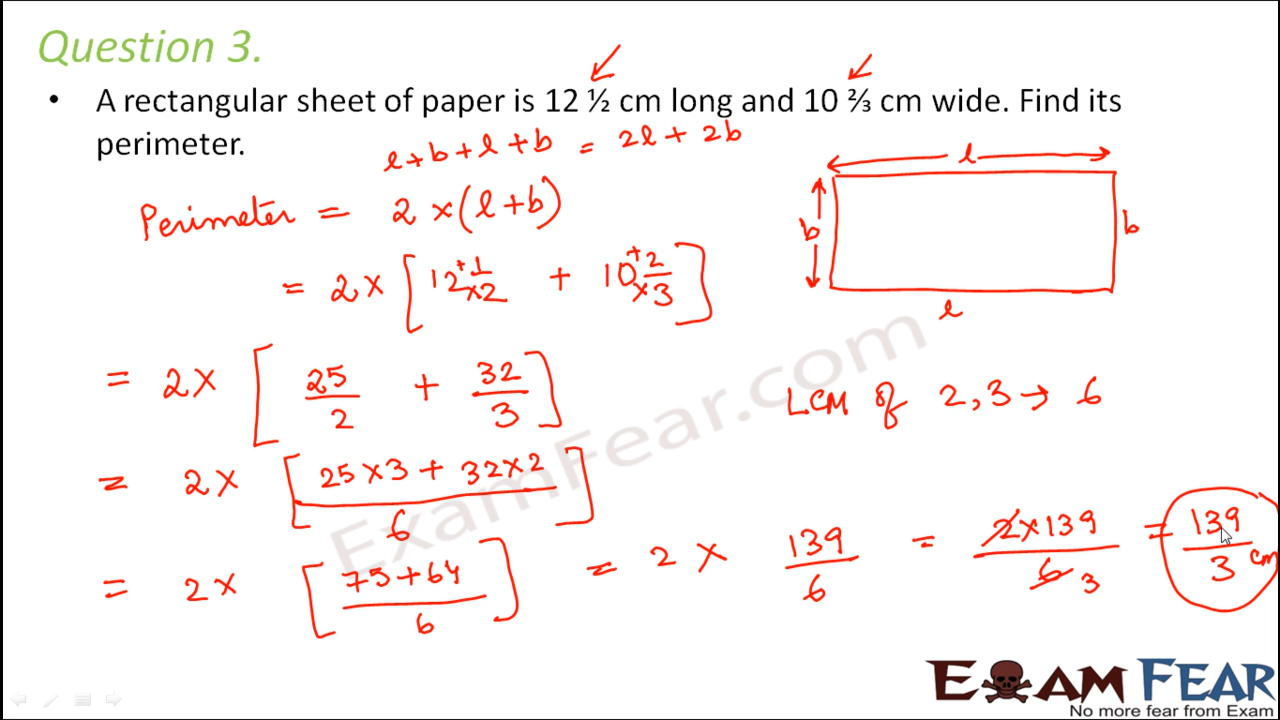 Question 3.
• A rectangular sheet of paper is 12 ½ cm long and 10 ⅔ cm wide. Find its
perimeter.
l+b+l+b = 2l + 2b
l
Perimeter = 2 × (l+b)
b
b
= 2 × [12 + 1/×2 + 10 + 2/×3]
l
= 2 × [25/2 + 32/3]
LCM of 2, 3 → 6
= 2 × [25×3 + 32×2 / 6]
= 2 × [75+64 / 6] = 2 × 139/6 = 2×139/6 3 = 139/3 cm
ExamFear.com
EXAM FEAR
No more fear from Exam